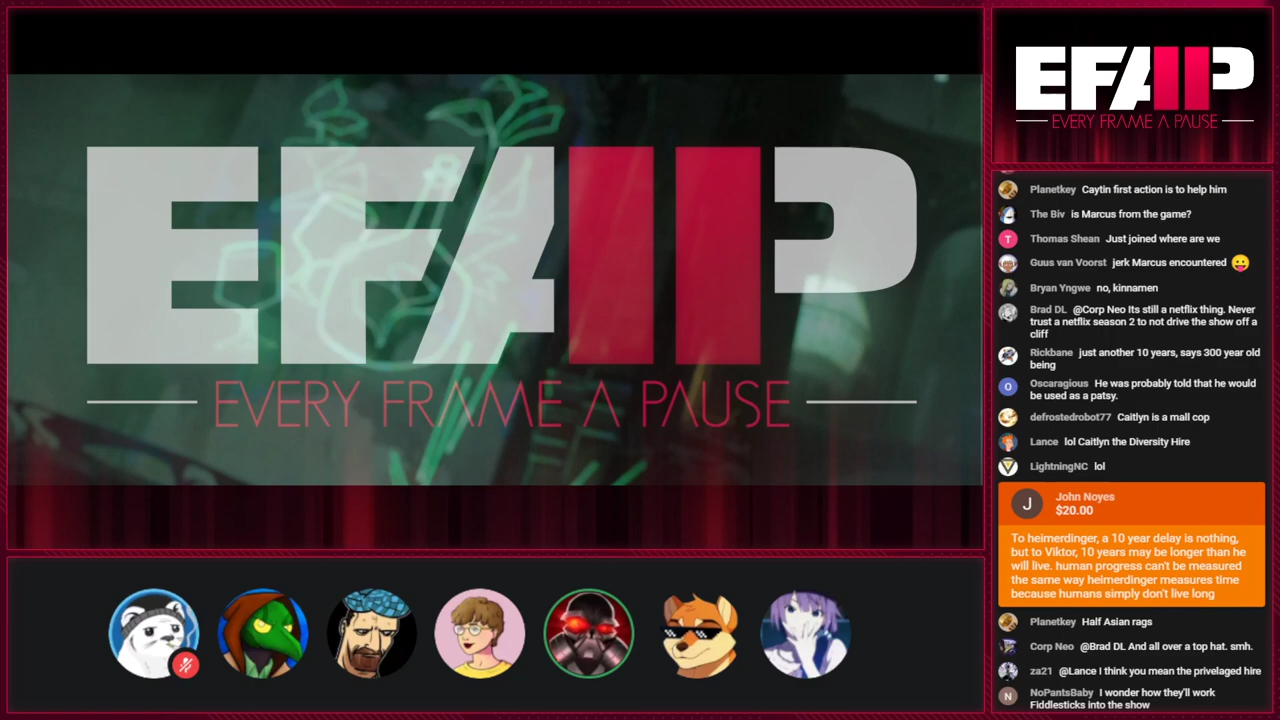 EFAP
EVERY FRAME A PAUSE
EFAP
EVERY FRAME A PAUSE
Planetkey Caytin first action is to help him
The Biv is Marcus from the game?
T
Thomas Shean Just joined where are we
Guus van Voorst jerk Marcus encountered 😛
Bryan Yngwe no, kinnamen
Brad DL @Corp Neo Its still a netflix thing. Never
trust a netflix season 2 to not drive the show off a
cliff
Rickbane just another 10 years, says 300 year old
being
O
Oscaragious He was probably told that he would
be used as a patsy.
defrostedrobot77 Caitlyn is a mall cop
Lance lol Caitlyn the Diversity Hire
LightningNC lol
J
John Noyes
$20.00
To heimerdinger, a 10 year delay is nothing,
but to Viktor, 10 years may be longer than he
will live. human progress can't be measured
the same way heimerdinger measures time
because humans simply don't live long
Planetkey Half Asian rags
Corp Neo @Brad DL And all over a top hat. smh.
za21 @Lance I think you mean the privelaged hire
N
NoPantsBaby I wonder how they'll work
Fiddlesticks into the show